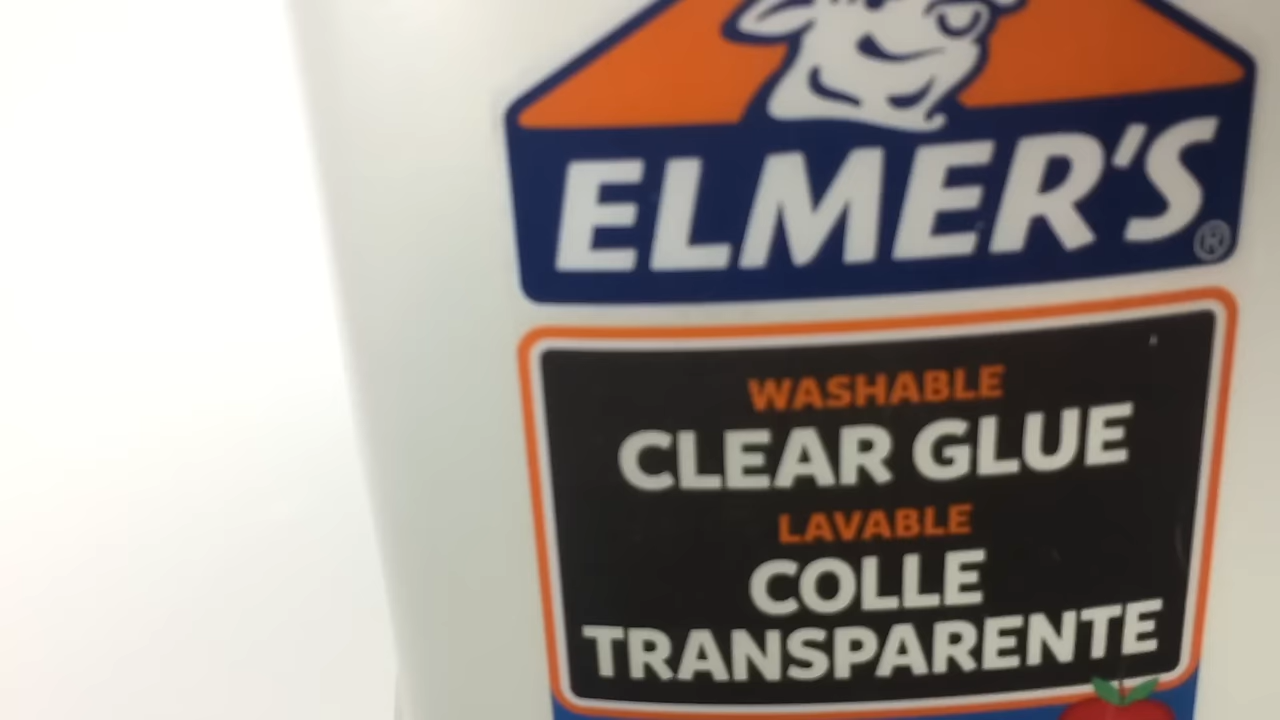 ELMER'S®
WASHABLE
CLEAR GLUE
LAVABLE
COLLE
TRANSPARENTE